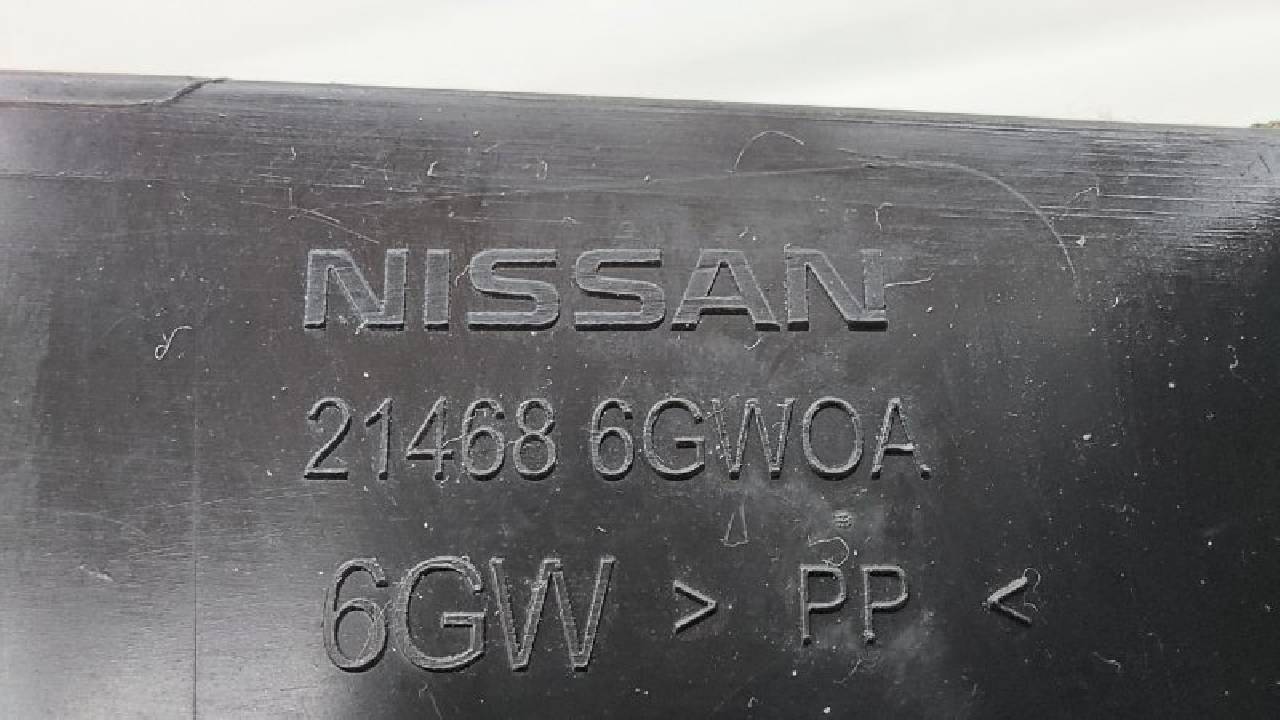 NISSAN
21468 6GW0A
6GW > PP <